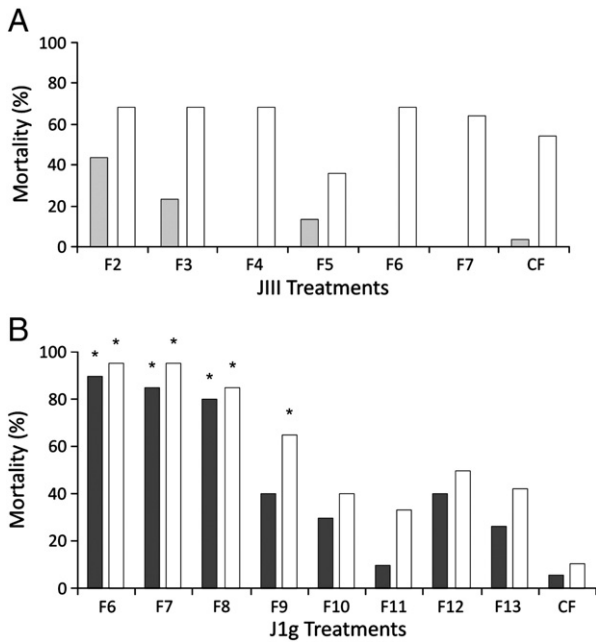 A
100
80
60
40
20
0
Mortality (%)
F2 F3 F4 F5 F6 F7 CF
JIII Treatments
B
* * * * * * *
100
80
60
40
20
0
Mortality (%)
F6 F7 F8 F9 F10 F11 F12 F13 CF
J1g Treatments